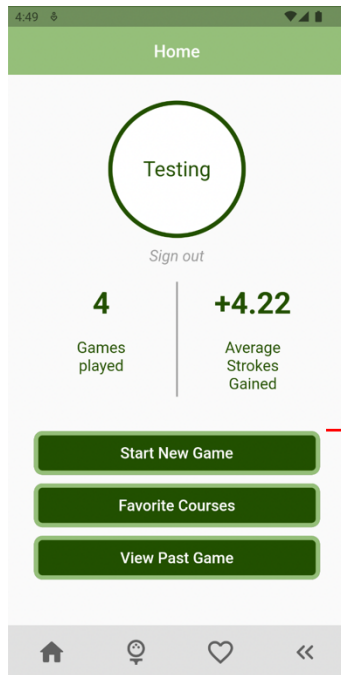 4:49
Home
Testing
Sign out
4
+4.22
Games
played
Average
Strokes
Gained
Start New Game
Favorite Courses
View Past Game